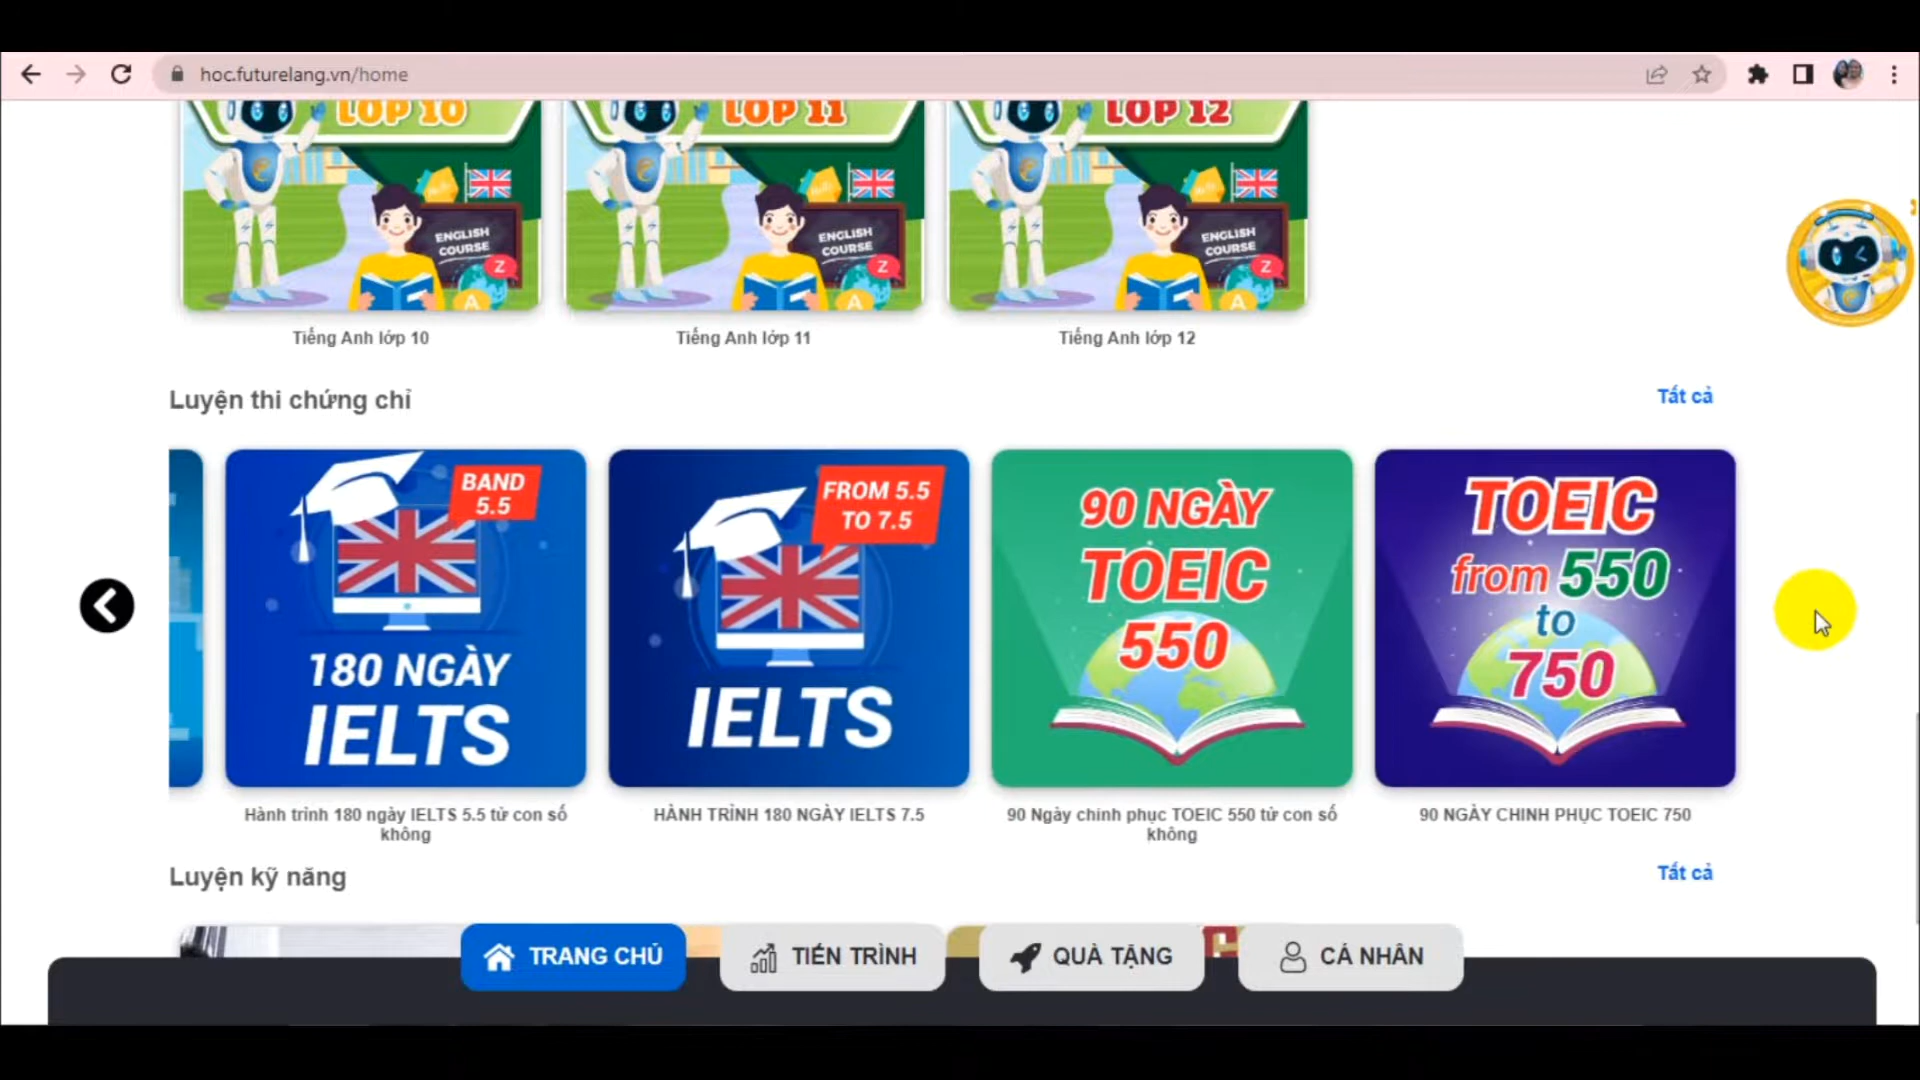 hoc.futurelang.vn/home
LỚP 10
LỚP 11
LỚP 12
ENGLISH
COURSE
Z
A
ENGLISH
COURSE
Z
A
ENGLISH
COURSE
Z
A
Tiếng Anh lớp 10
Tiếng Anh lớp 11
Tiếng Anh lớp 12
Luyện thi chứng chỉ
Tất cả
BAND
5.5
180 NGÀY
IELTS
FROM 5.5
TO 7.5
IELTS
90 NGÀY
TOEIC
550
TOEIC
from 550
to
750
Hành trình 180 ngày IELTS 5.5 từ con số
không
HÀNH TRÌNH 180 NGÀY IELTS 7.5
90 Ngày chinh phục TOEIC 550 từ con số
không
90 NGÀY CHINH PHỤC TOEIC 750
Luyện kỹ năng
Tất cả
TRANG CHỦ
TIẾN TRÌNH
QUÀ TẶNG
CÁ NHÂN